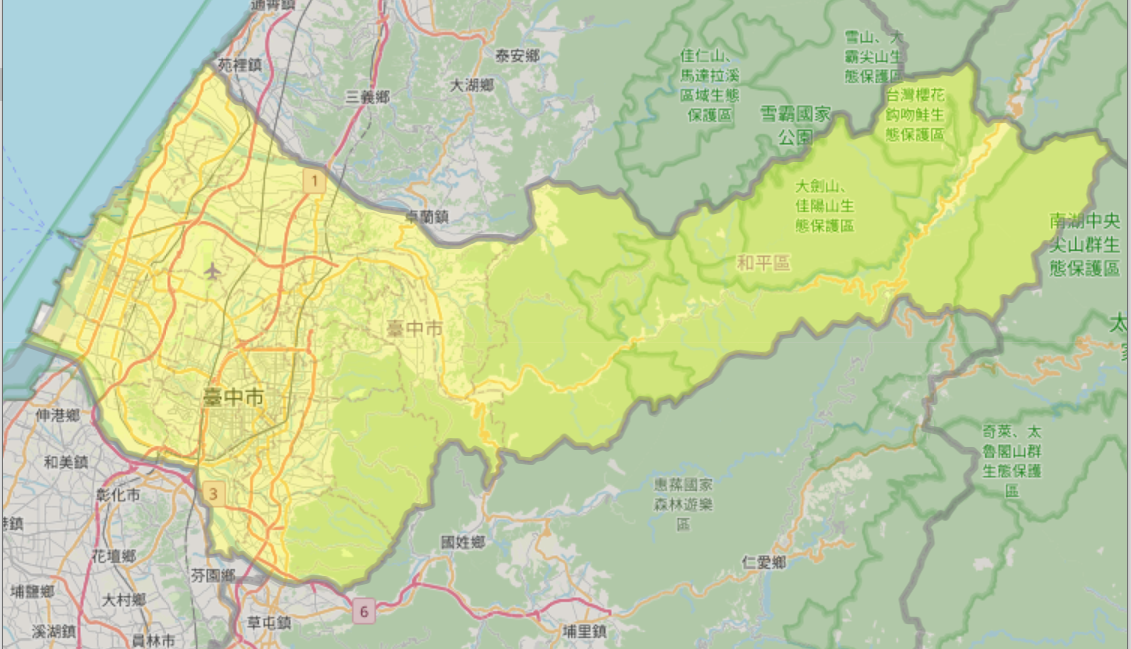 通霄鎮
苑裡鎮
三義鄉
泰安鄉
大湖鄉
佳仁山、
馬達拉溪
區域生態
保護區
雪山、大
霸尖山生
態保護區
雪霸國家
公園
台灣櫻花
鉤吻鮭生
態保護區
1
卓蘭鎮
大劍山、
佳陽山生
態保護區
南湖中央
尖山群生
態保護區
和平區
臺中市
臺中市
太
伸港鄉
和美鎮
彰化市
3
花壇鄉
芬園鄉
埔鹽鄉
大村鄉
溪湖鎮
員林市
草屯鎮
6
國姓鄉
惠蓀國家
森林遊樂
區
奇萊、太
魯閣山群
生態保護
區
仁愛鄉
埔里鎮